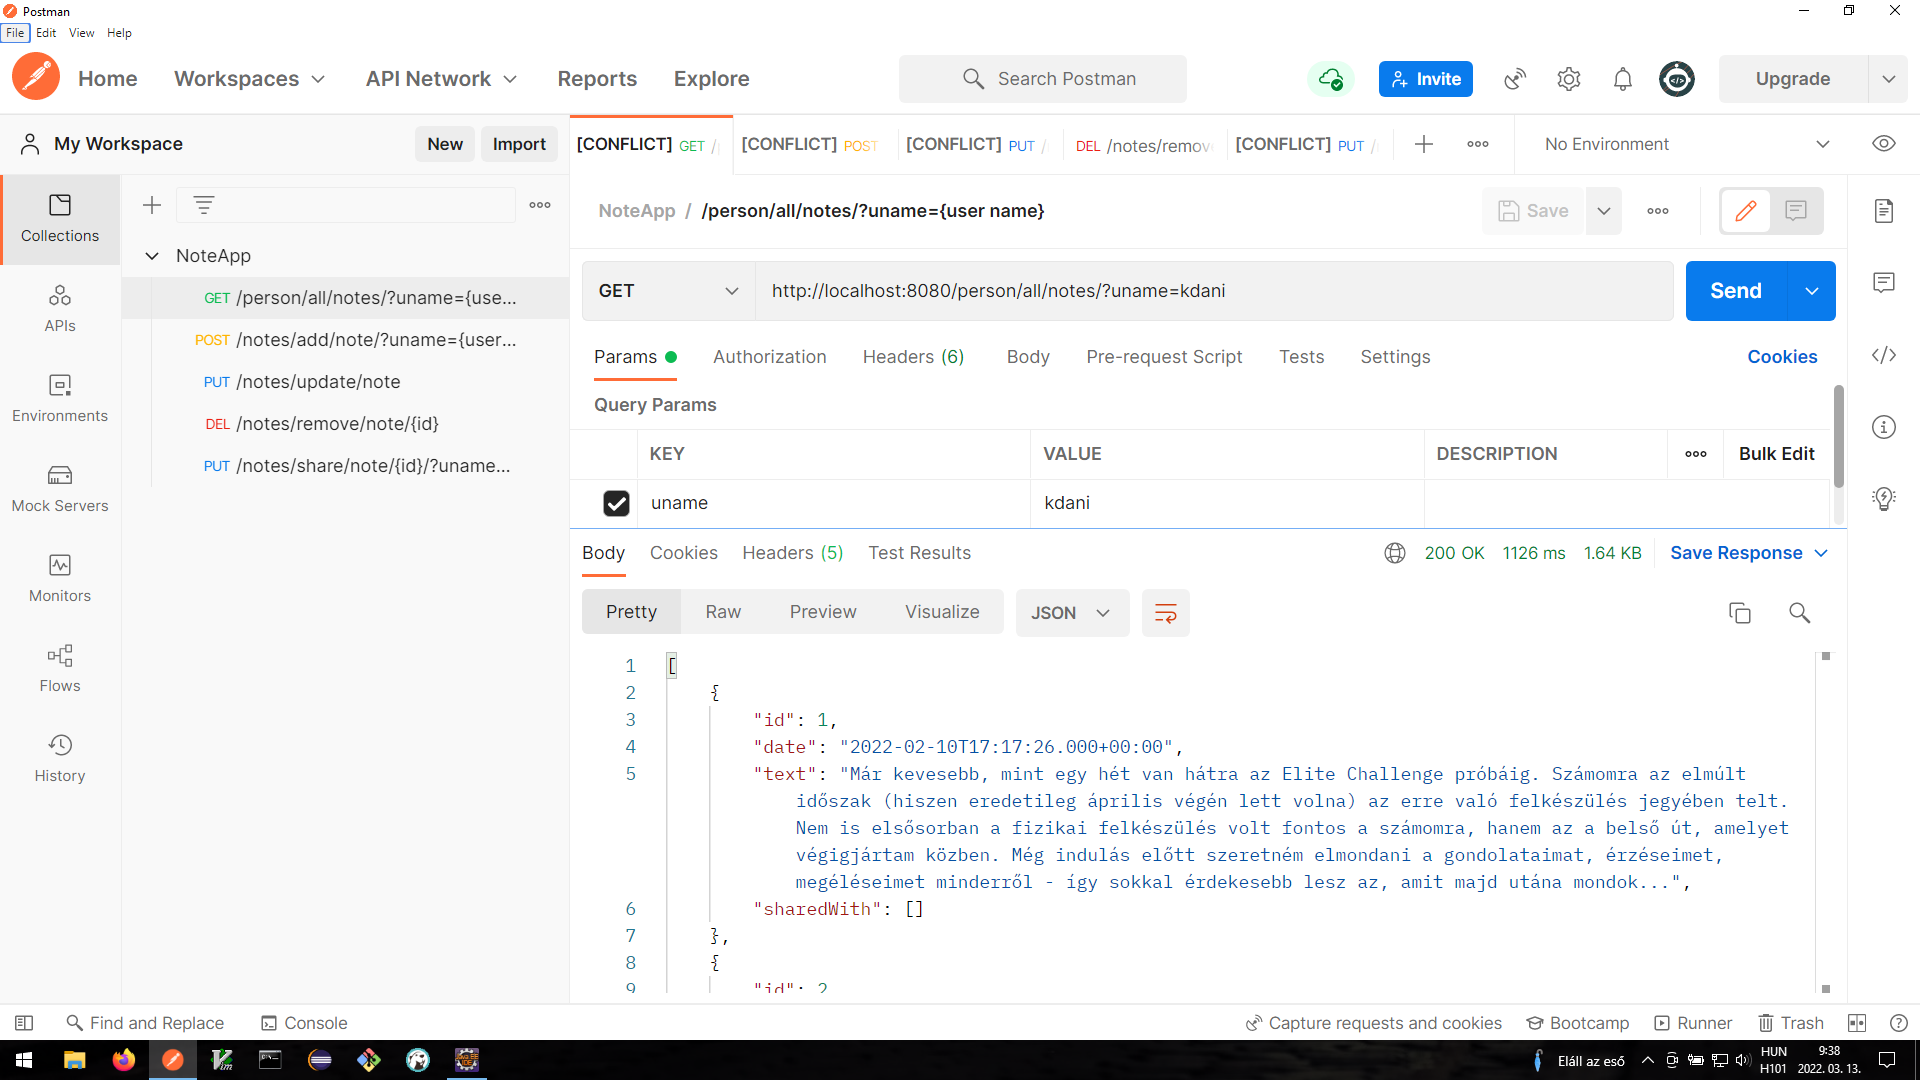 Postman
File Edit View Help
Home Workspaces API Network Reports Explore Search Postman Invite Upgrade
My Workspace New Import
[CONFLICT] GET /p [CONFLICT] POST [CONFLICT] PUT / DEL /notes/remov [CONFLICT] PUT / No Environment
Collections
APIs
Environments
Mock Servers
Monitors
Flows
History
NoteApp
GET /person/all/notes/?uname={use...
POST /notes/add/note/?uname={user...
PUT /notes/update/note
DEL /notes/remove/note/{id}
PUT /notes/share/note/{id}/?uname...
NoteApp / /person/all/notes/?uname={user name} Save
GET http://localhost:8080/person/all/notes/?uname=kdani Send
Params Authorization Headers (6) Body Pre-request Script Tests Settings Cookies
Query Params
KEY VALUE DESCRIPTION Bulk Edit
uname kdani
Body Cookies Headers (5) Test Results 200 OK 1126 ms 1.64 KB Save Response
Pretty Raw Preview Visualize JSON
1 [
2 {
3 "id": 1,
4 "date": "2022-02-10T17:17:26.000+00:00",
5 "text": "Már kevesebb, mint egy hét van hátra az Elite Challenge próbáig. Számomra az elmúlt
időszak (hiszen eredetileg április végén lett volna) az erre való felkészülés jegyében telt.
Nem is elsősorban a fizikai felkészülés volt fontos a számomra, hanem az a belső út, amelyet
végigjártam közben. Még indulás előtt szeretném elmondani a gondolataimat, érzéseimet,
megéléseimet minderről - így sokkal érdekesebb lesz az, amit majd utána mondok...",
6 "sharedWith": []
7 },
8 {
9 "id": 2
Find and Replace Console Capture requests and cookies Bootcamp Runner Trash
Eláll az eső HUN 9:38
H101 2022. 03. 13.